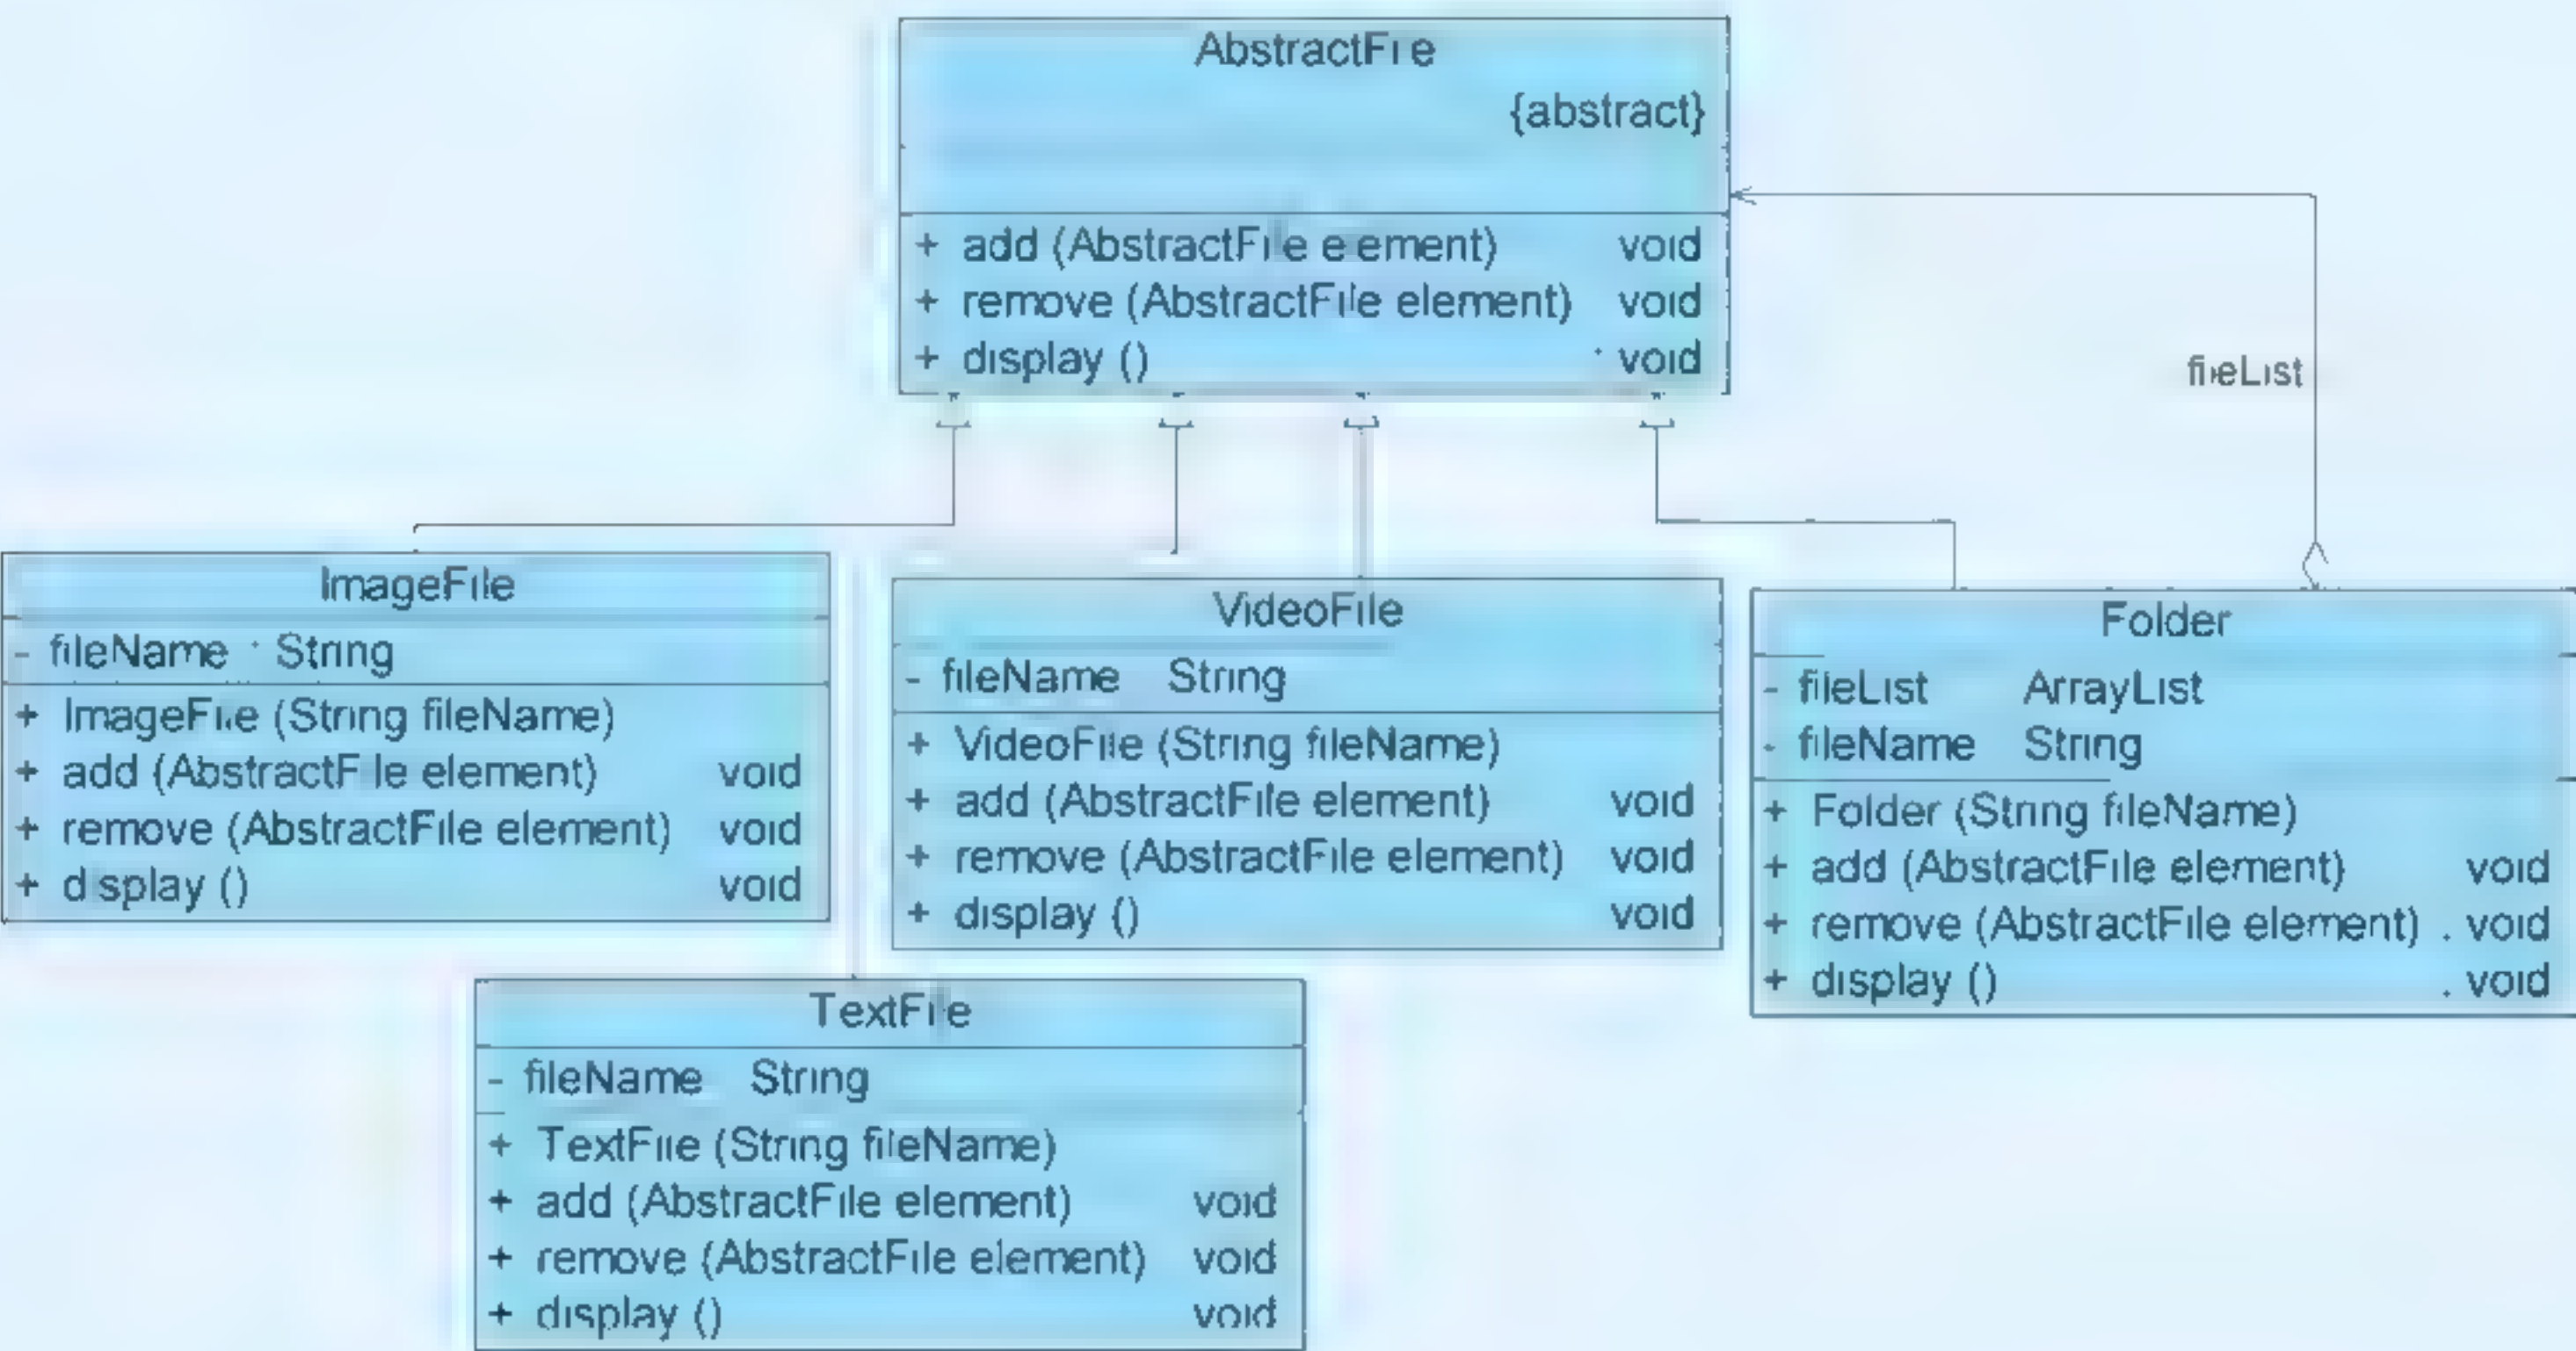 AbstractFile
{abstract}
+ add (AbstractFile element) void
+ remove (AbstractFile element) void
+ display () : void
fileList
ImageFile
- fileName : String
+ ImageFile (String fileName)
+ add (AbstractFile element) void
+ remove (AbstractFile element) void
+ display () void
VideoFile
- fileName String
+ VideoFile (String fileName)
+ add (AbstractFile element) void
+ remove (AbstractFile element) void
+ display () void
Folder
- fileList ArrayList
- fileName String
+ Folder (String fileName)
+ add (AbstractFile element) void
+ remove (AbstractFile element) : void
+ display () : void
TextFile
- fileName String
+ TextFile (String fileName)
+ add (AbstractFile element) void
+ remove (AbstractFile element) void
+ display () void